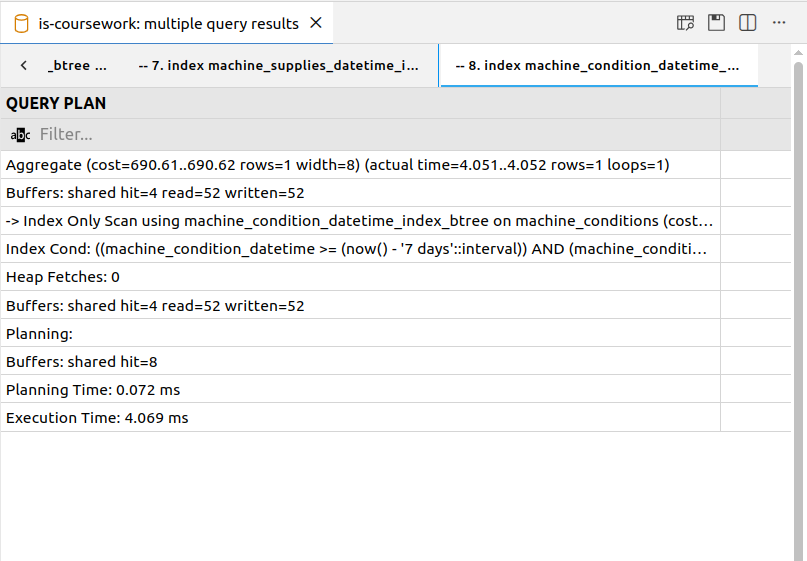 is-coursework: multiple query results
_btree ... -- 7. index machine_supplies_datetime_i... -- 8. index machine_condition_datetime_...
QUERY PLAN
abc Filter...
Aggregate (cost=690.61..690.62 rows=1 width=8) (actual time=4.051..4.052 rows=1 loops=1)
Buffers: shared hit=4 read=52 written=52
-> Index Only Scan using machine_condition_datetime_index_btree on machine_conditions (cost...
Index Cond: ((machine_condition_datetime >= (now() - '7 days'::interval)) AND (machine_conditi...
Heap Fetches: 0
Buffers: shared hit=4 read=52 written=52
Planning:
Buffers: shared hit=8
Planning Time: 0.072 ms
Execution Time: 4.069 ms